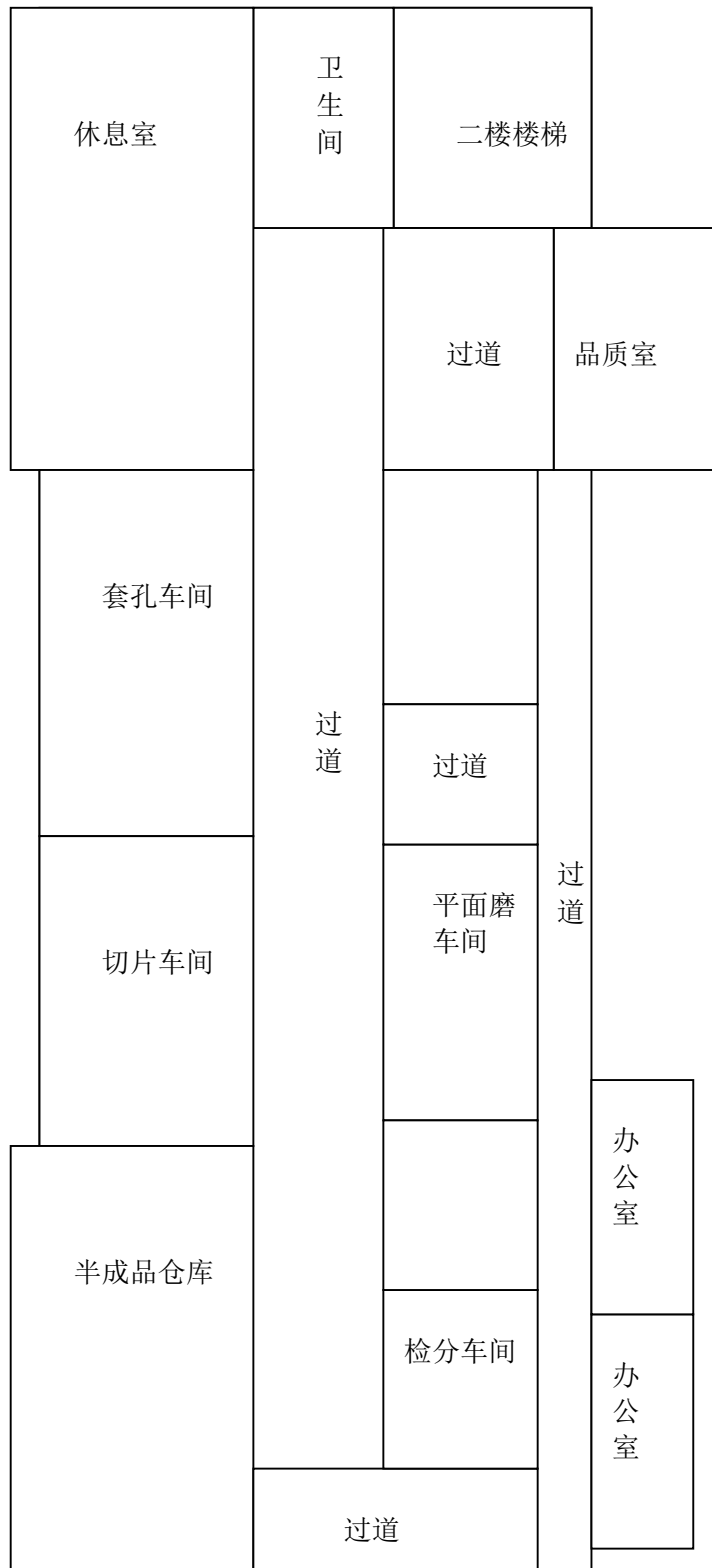 休息室
卫生间
二楼楼梯
过道
品质室
套孔车间
过道
过道
过道
平面磨
车间
切片车间
办公室
半成品仓库
检分车间
办公室
过道